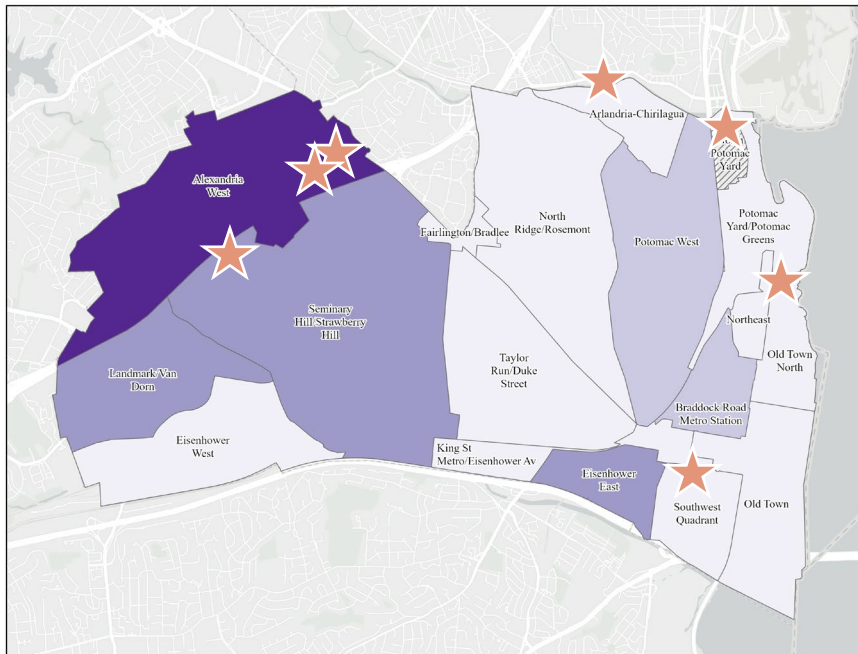 Arlandria-Chirilagua
Potomac
Yard
Alexandria
West
Fairlington/Bradlee
North
Ridge/Rosemont
Potomac West
Potomac
Yard/Potomac
Greens
Seminary
Hill/Strawberry
Hill
Northeast
Old Town
North
Landmark/Van
Dorn
Taylor
Run/Duke
Street
Braddock Road
Metro Station
Eisenhower
West
King St
Metro/Eisenhower Av
Eisenhower
East
Southwest
Quadrant
Old Town